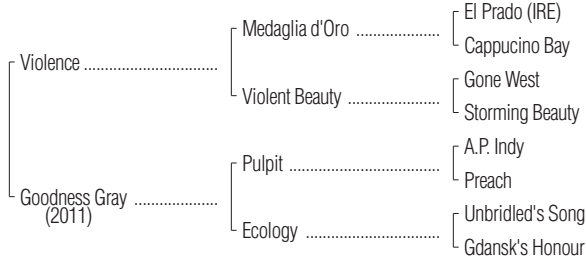 El Prado (IRE)
Medaglia d'Oro ....................
Cappucino Bay
Violence ................................
Gone West
Violent Beauty ......................
Storming Beauty
A.P. Indy
Pulpit ....................................
Preach
Goodness Gray ....................
(2011)
Unbridled's Song
Ecology ................................
Gdansk's Honour